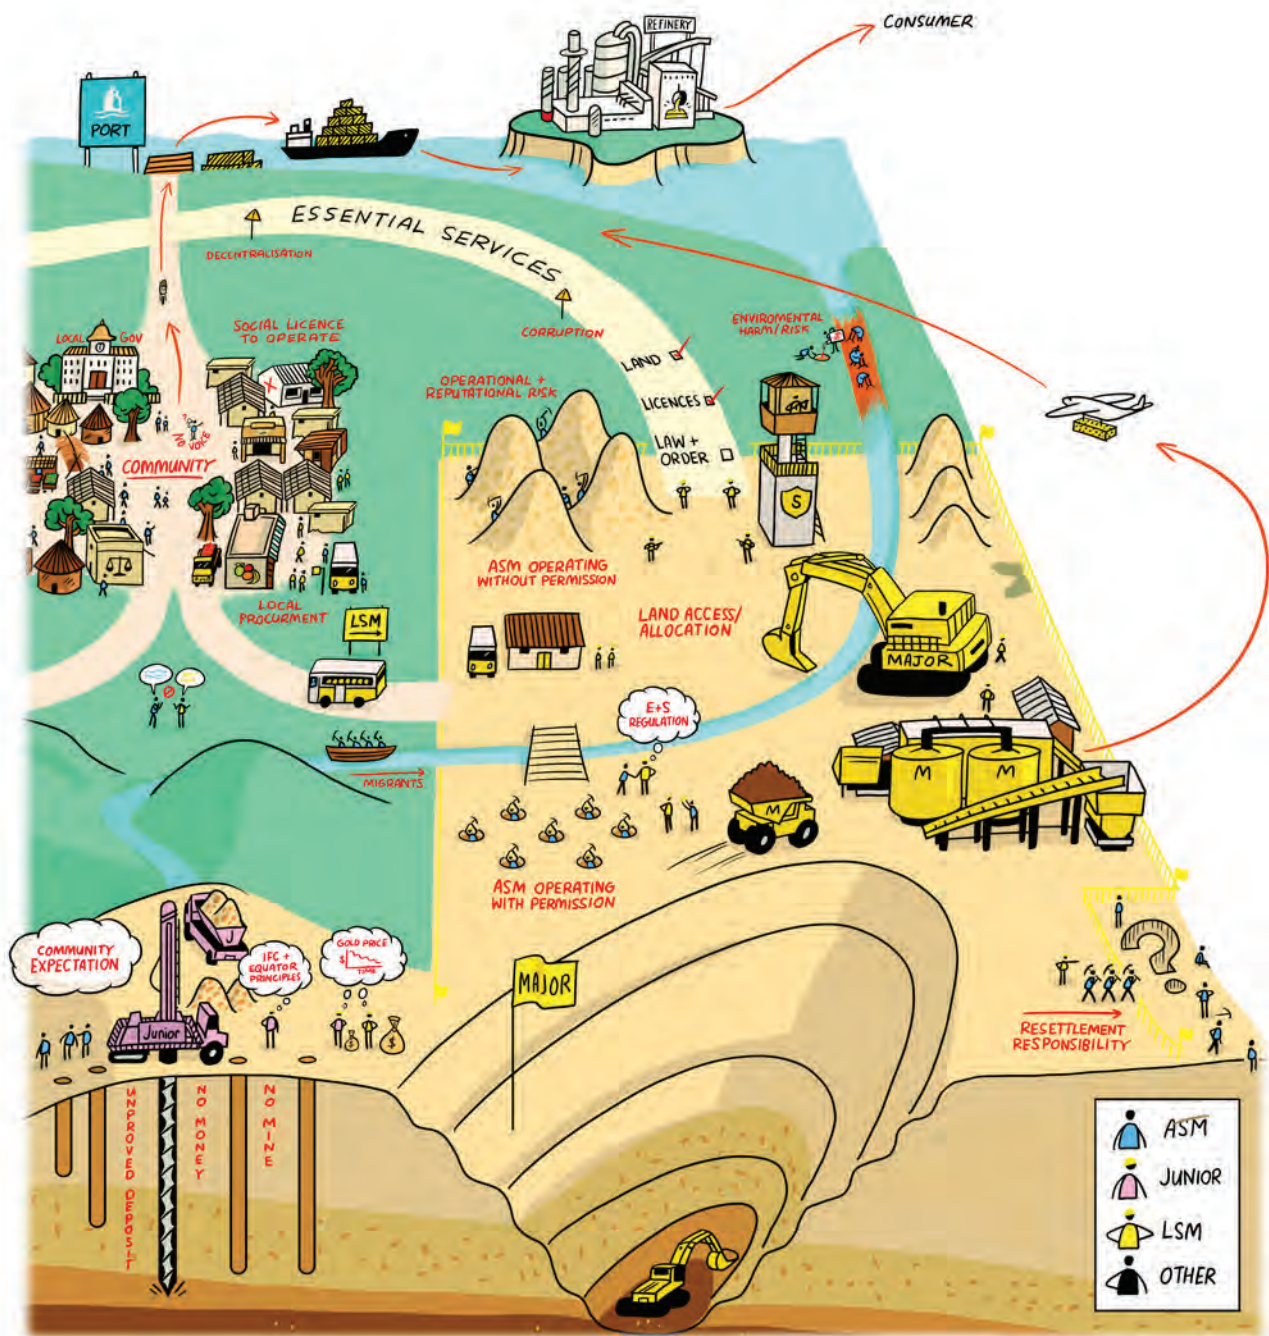 REFINERY
CONSUMER
PORT
ESSENTIAL SERVICES
DECENTRALISATION
CORRUPTION
ENVIROMENTAL
HARM/RISK
LOCAL GOV
SOCIAL LICENCE
TO OPERATE
X
LAND
LICENCES
LAW +
ORDER
OPERATIONAL +
REPUTATIONAL RISK
?
NO VOICE
COMMUNITY
S
ASM OPERATING
WITHOUT PERMISSION
LOCAL
PROCURMENT
LSM
LAND ACCESS/
ALLOCATION
MAJOR
E+S
REGULATION
MIGRANTS
M
M M
ASM OPERATING
WITH PERMISSION
COMMUNITY
EXPECTATION
J
IFC +
EQUATOR
PRINCIPLES
GOLD PRICE
$
TIME
Junior
$
$
MAJOR
?
RESETTLEMENT
RESPONSIBILITY
UNPROVED DEPOSIT
NO MONEY
NO MINE
ASM
JUNIOR
LSM
OTHER